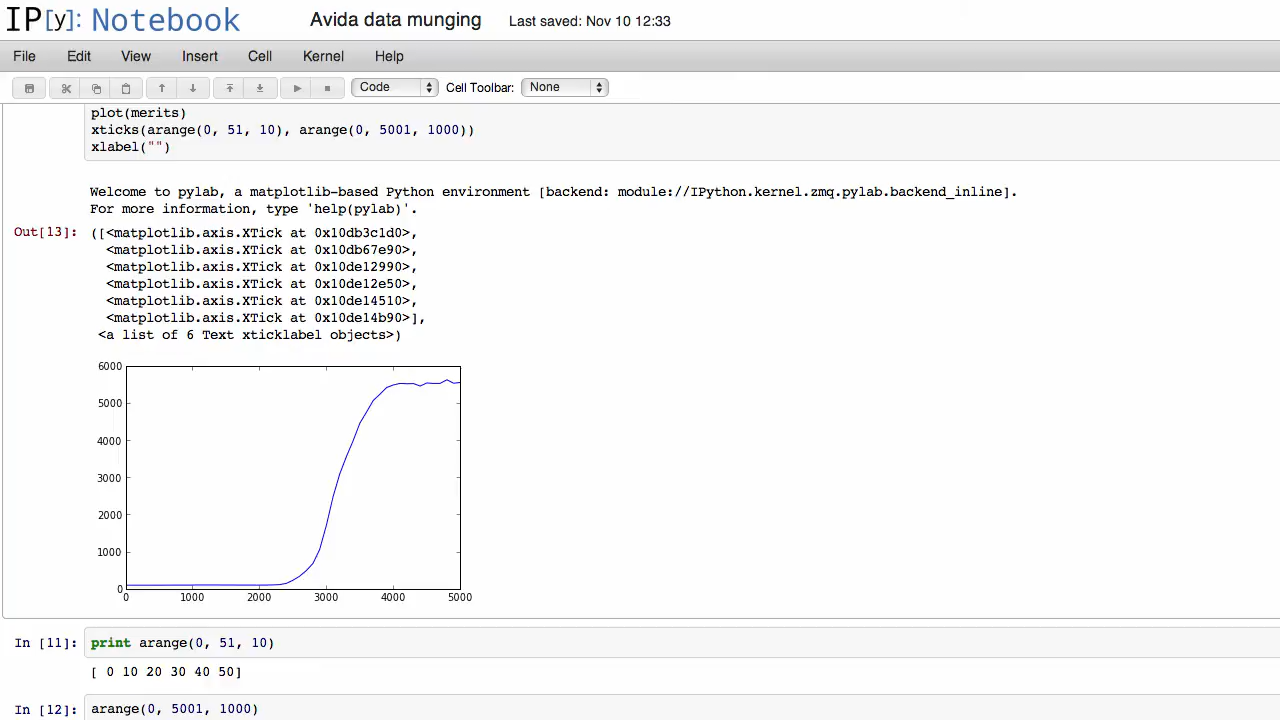 IP[y]: Notebook Avida data munging Last saved: Nov 10 12:33
File Edit View Insert Cell Kernel Help
Code Cell Toolbar: None
plot(merits)
xticks(arange(0, 51, 10), arange(0, 5001, 1000))
xlabel("")
Welcome to pylab, a matplotlib-based Python environment [backend: module://IPython.kernel.zmq.pylab.backend_inline].
For more information, type 'help(pylab)'.
Out[13]: ([<matplotlib.axis.XTick at 0x10db3c1d0>,
<matplotlib.axis.XTick at 0x10db67e90>,
<matplotlib.axis.XTick at 0x10de12990>,
<matplotlib.axis.XTick at 0x10de12e50>,
<matplotlib.axis.XTick at 0x10de14510>,
<matplotlib.axis.XTick at 0x10de14b90>],
<a list of 6 Text xticklabel objects>)
6000
5000
4000
3000
2000
1000
0
0 1000 2000 3000 4000 5000
In [11]: print arange(0, 51, 10)
[ 0 10 20 30 40 50]
In [12]: arange(0, 5001, 1000)